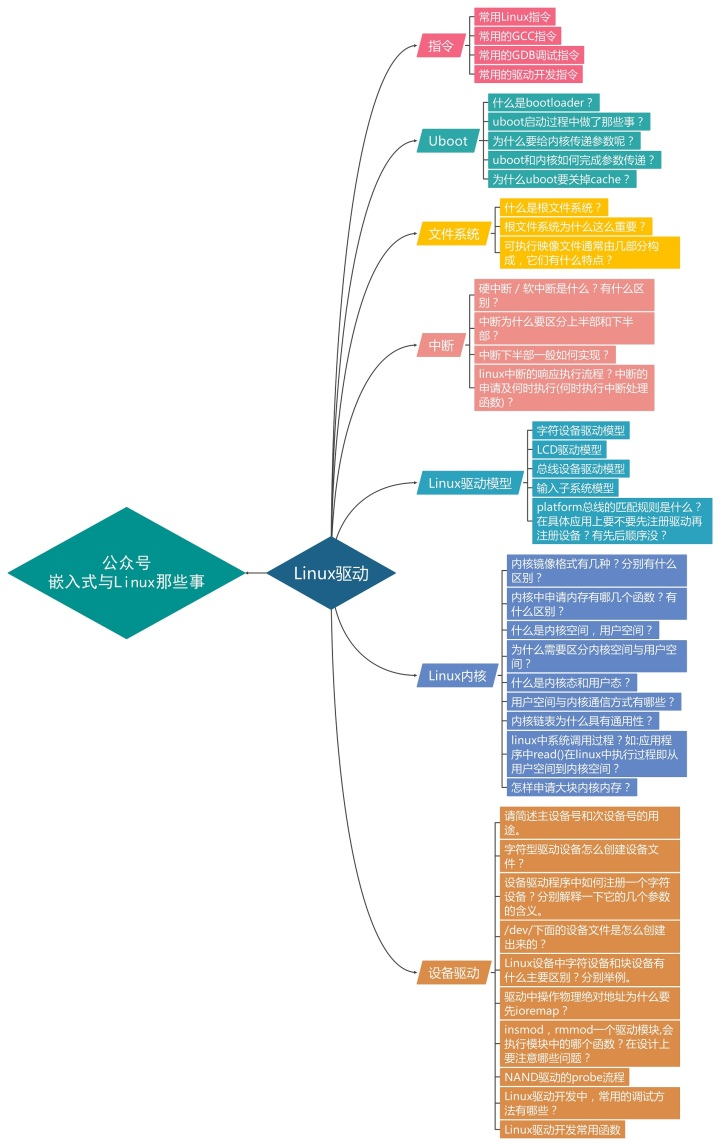 常用Linux指令
常用的GCC指令
指令
常用的GDB调试指令
常用的驱动开发指令
什么是bootloader？
uboot启动过程中做了那些事？
Uboot
为什么要给内核传递参数呢？
uboot和内核如何完成参数传递？
为什么uboot要关掉cache？
什么是根文件系统？
文件系统
根文件系统为什么这么重要？
可执行映像文件通常由几部分构
成，它们有什么特点？
硬中断 / 软中断是什么？有什么区
别？
中断为什么要区分上半部和下半
部？
中断
中断下半部一般如何实现？
linux中断的响应执行流程？中断的
申请及何时执行(何时执行中断处理
函数)？
字符设备驱动模型
LCD驱动模型
总线设备驱动模型
Linux驱动模型
输入子系统模型
platform总线的匹配规则是什么？
在具体应用上要不要先注册驱动再
注册设备？有先后顺序没？
公众号
嵌入式与Linux那些事
Linux驱动
内核镜像格式有几种？分别有什么
区别？
内核中申请内存有哪几个函数？有
什么区别？
什么是内核空间，用户空间？
为什么需要区分内核空间与用户空
间？
Linux内核
什么是内核态和用户态？
用户空间与内核通信方式有哪些？
内核链表为什么具有通用性？
linux中系统调用过程？如:应用程
序中read()在linux中执行过程即从
用户空间到内核空间？
怎样申请大块内核内存？
请简述主设备号和次设备号的用
途。
字符型驱动设备怎么创建设备文
件？
设备驱动程序中如何注册一个字符
设备？分别解释一下它的几个参数
的含义。
/dev/下面的设备文件是怎么创建
出来的？
设备驱动
Linux设备中字符设备和块设备有
什么主要区别？分别举例。
驱动中操作物理绝对地址为什么要
先ioremap？
insmod，rmmod一个驱动模块,会
执行模块中的哪个函数？在设计上
要注意哪些问题？
NAND驱动的probe流程
Linux驱动开发中，常用的调试方
法有哪些？
Linux驱动开发常用函数